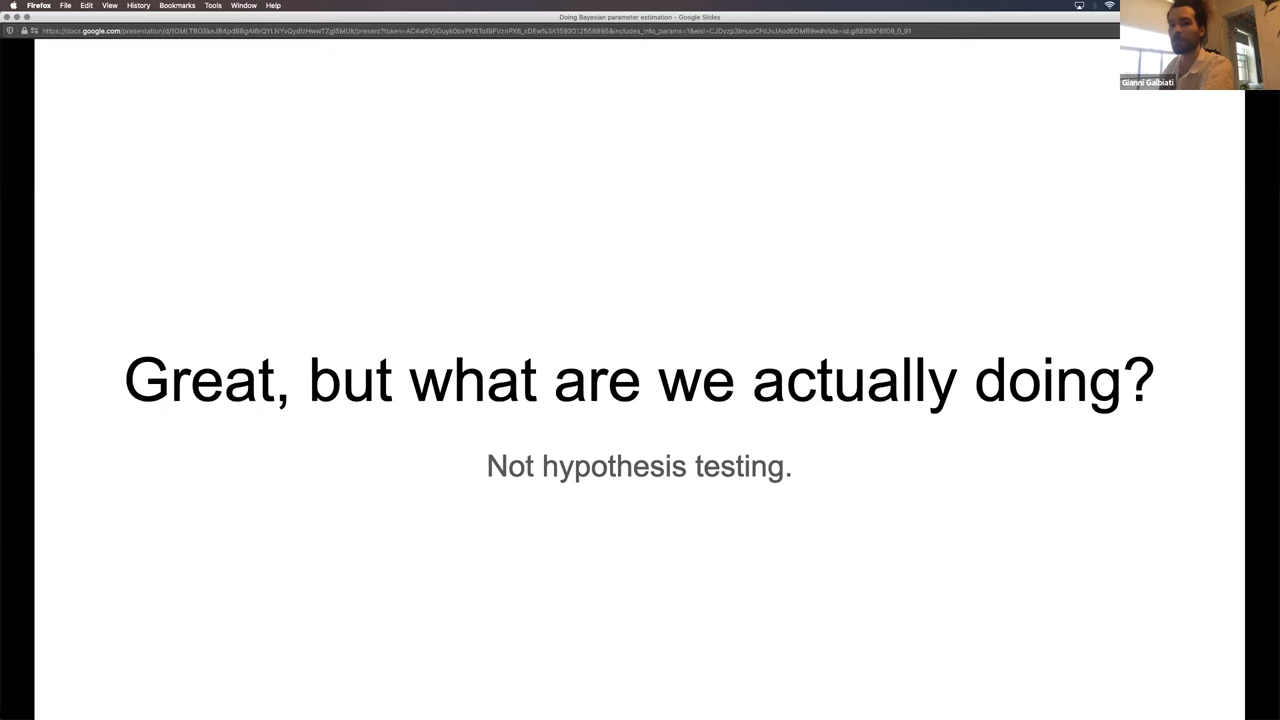 Firefox File Edit View History Bookmarks Tools Window Help
Doing Bayesian parameter estimation - Google Slides
Gianni Galbiati
Great, but what are we actually doing?
Not hypothesis testing.